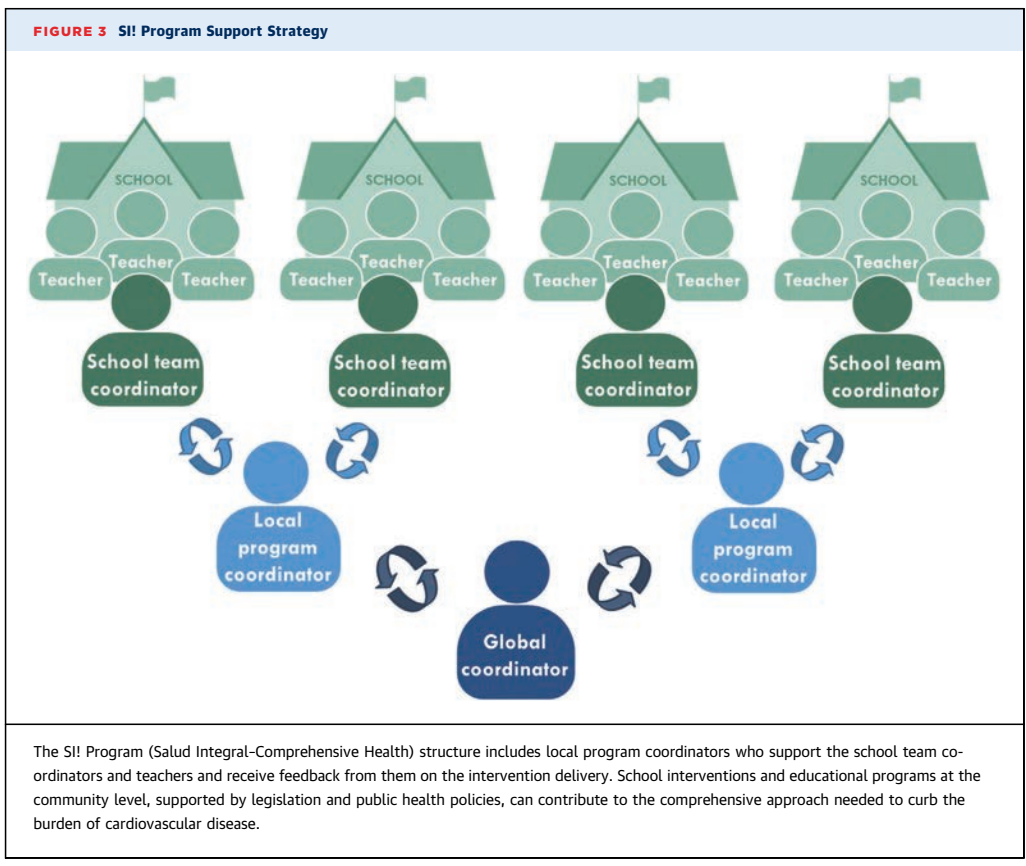 FIGURE 3 SI! Program Support Strategy
SCHOOL SCHOOL SCHOOL SCHOOL
Teacher Teacher Teacher Teacher
Teacher Teacher Teacher Teacher Teacher Teacher Teacher Teacher
School team School team School team School team
coordinator coordinator coordinator coordinator
Local Local
program program
coordinator coordinator
Global
coordinator
The SI! Program (Salud Integral-Comprehensive Health) structure includes local program coordinators who support the school team co-
ordinators and teachers and receive feedback from them on the intervention delivery. School interventions and educational programs at the
community level, supported by legislation and public health policies, can contribute to the comprehensive approach needed to curb the
burden of cardiovascular disease.